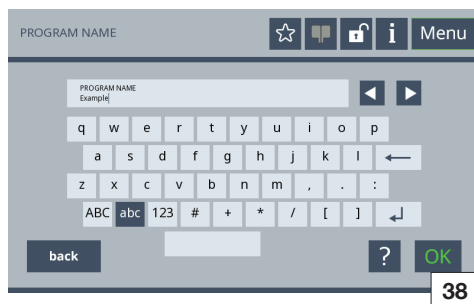 PROGRAM NAME
i Menu
PROGRAM NAME
Example
q w e r t y u i o p
a s d f g h j k l
z x c v b n m , . :
ABC abc 123 # + * / [ ]
back ? OK
38